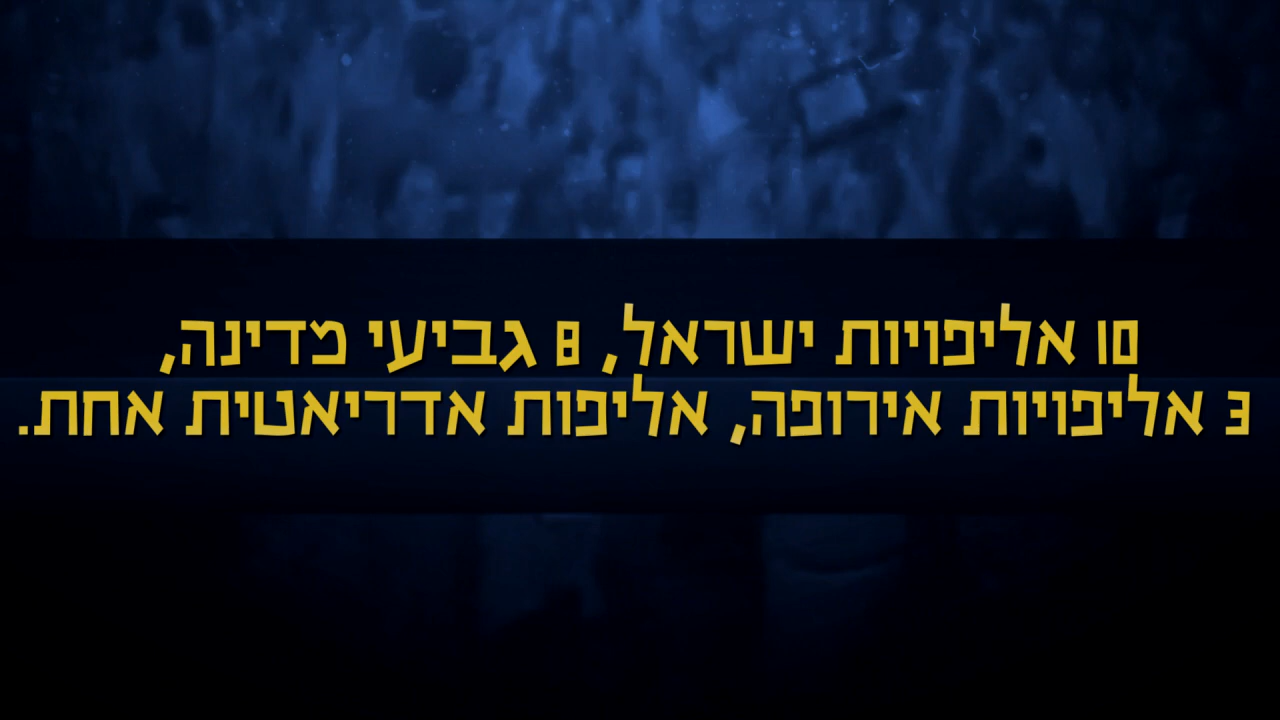 10 אליפויות ישראל, 8 גביעי מדינה,
3 אליפויות אירופה, אליפות אדריאטית אחת.